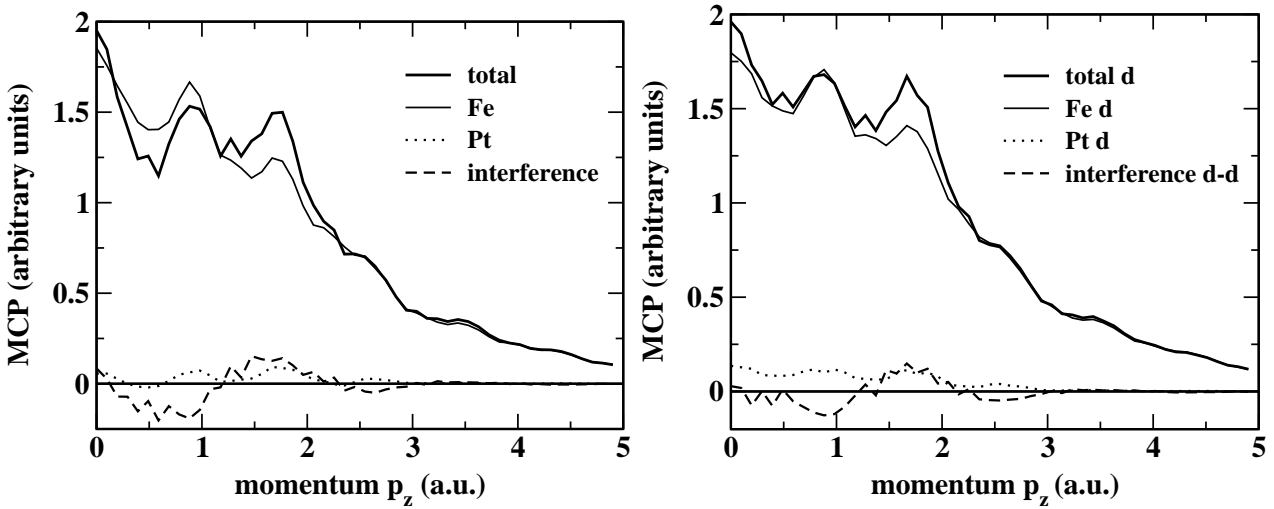 2
1.5
1
0.5
0
0
1
2
3
4
5
MCP (arbitrary units)
momentum p_z (a.u.)
total
Fe
Pt
interference
2
1.5
1
0.5
0
0
1
2
3
4
5
MCP (arbitrary units)
momentum p_z (a.u.)
total d
Fe d
Pt d
interference d-d